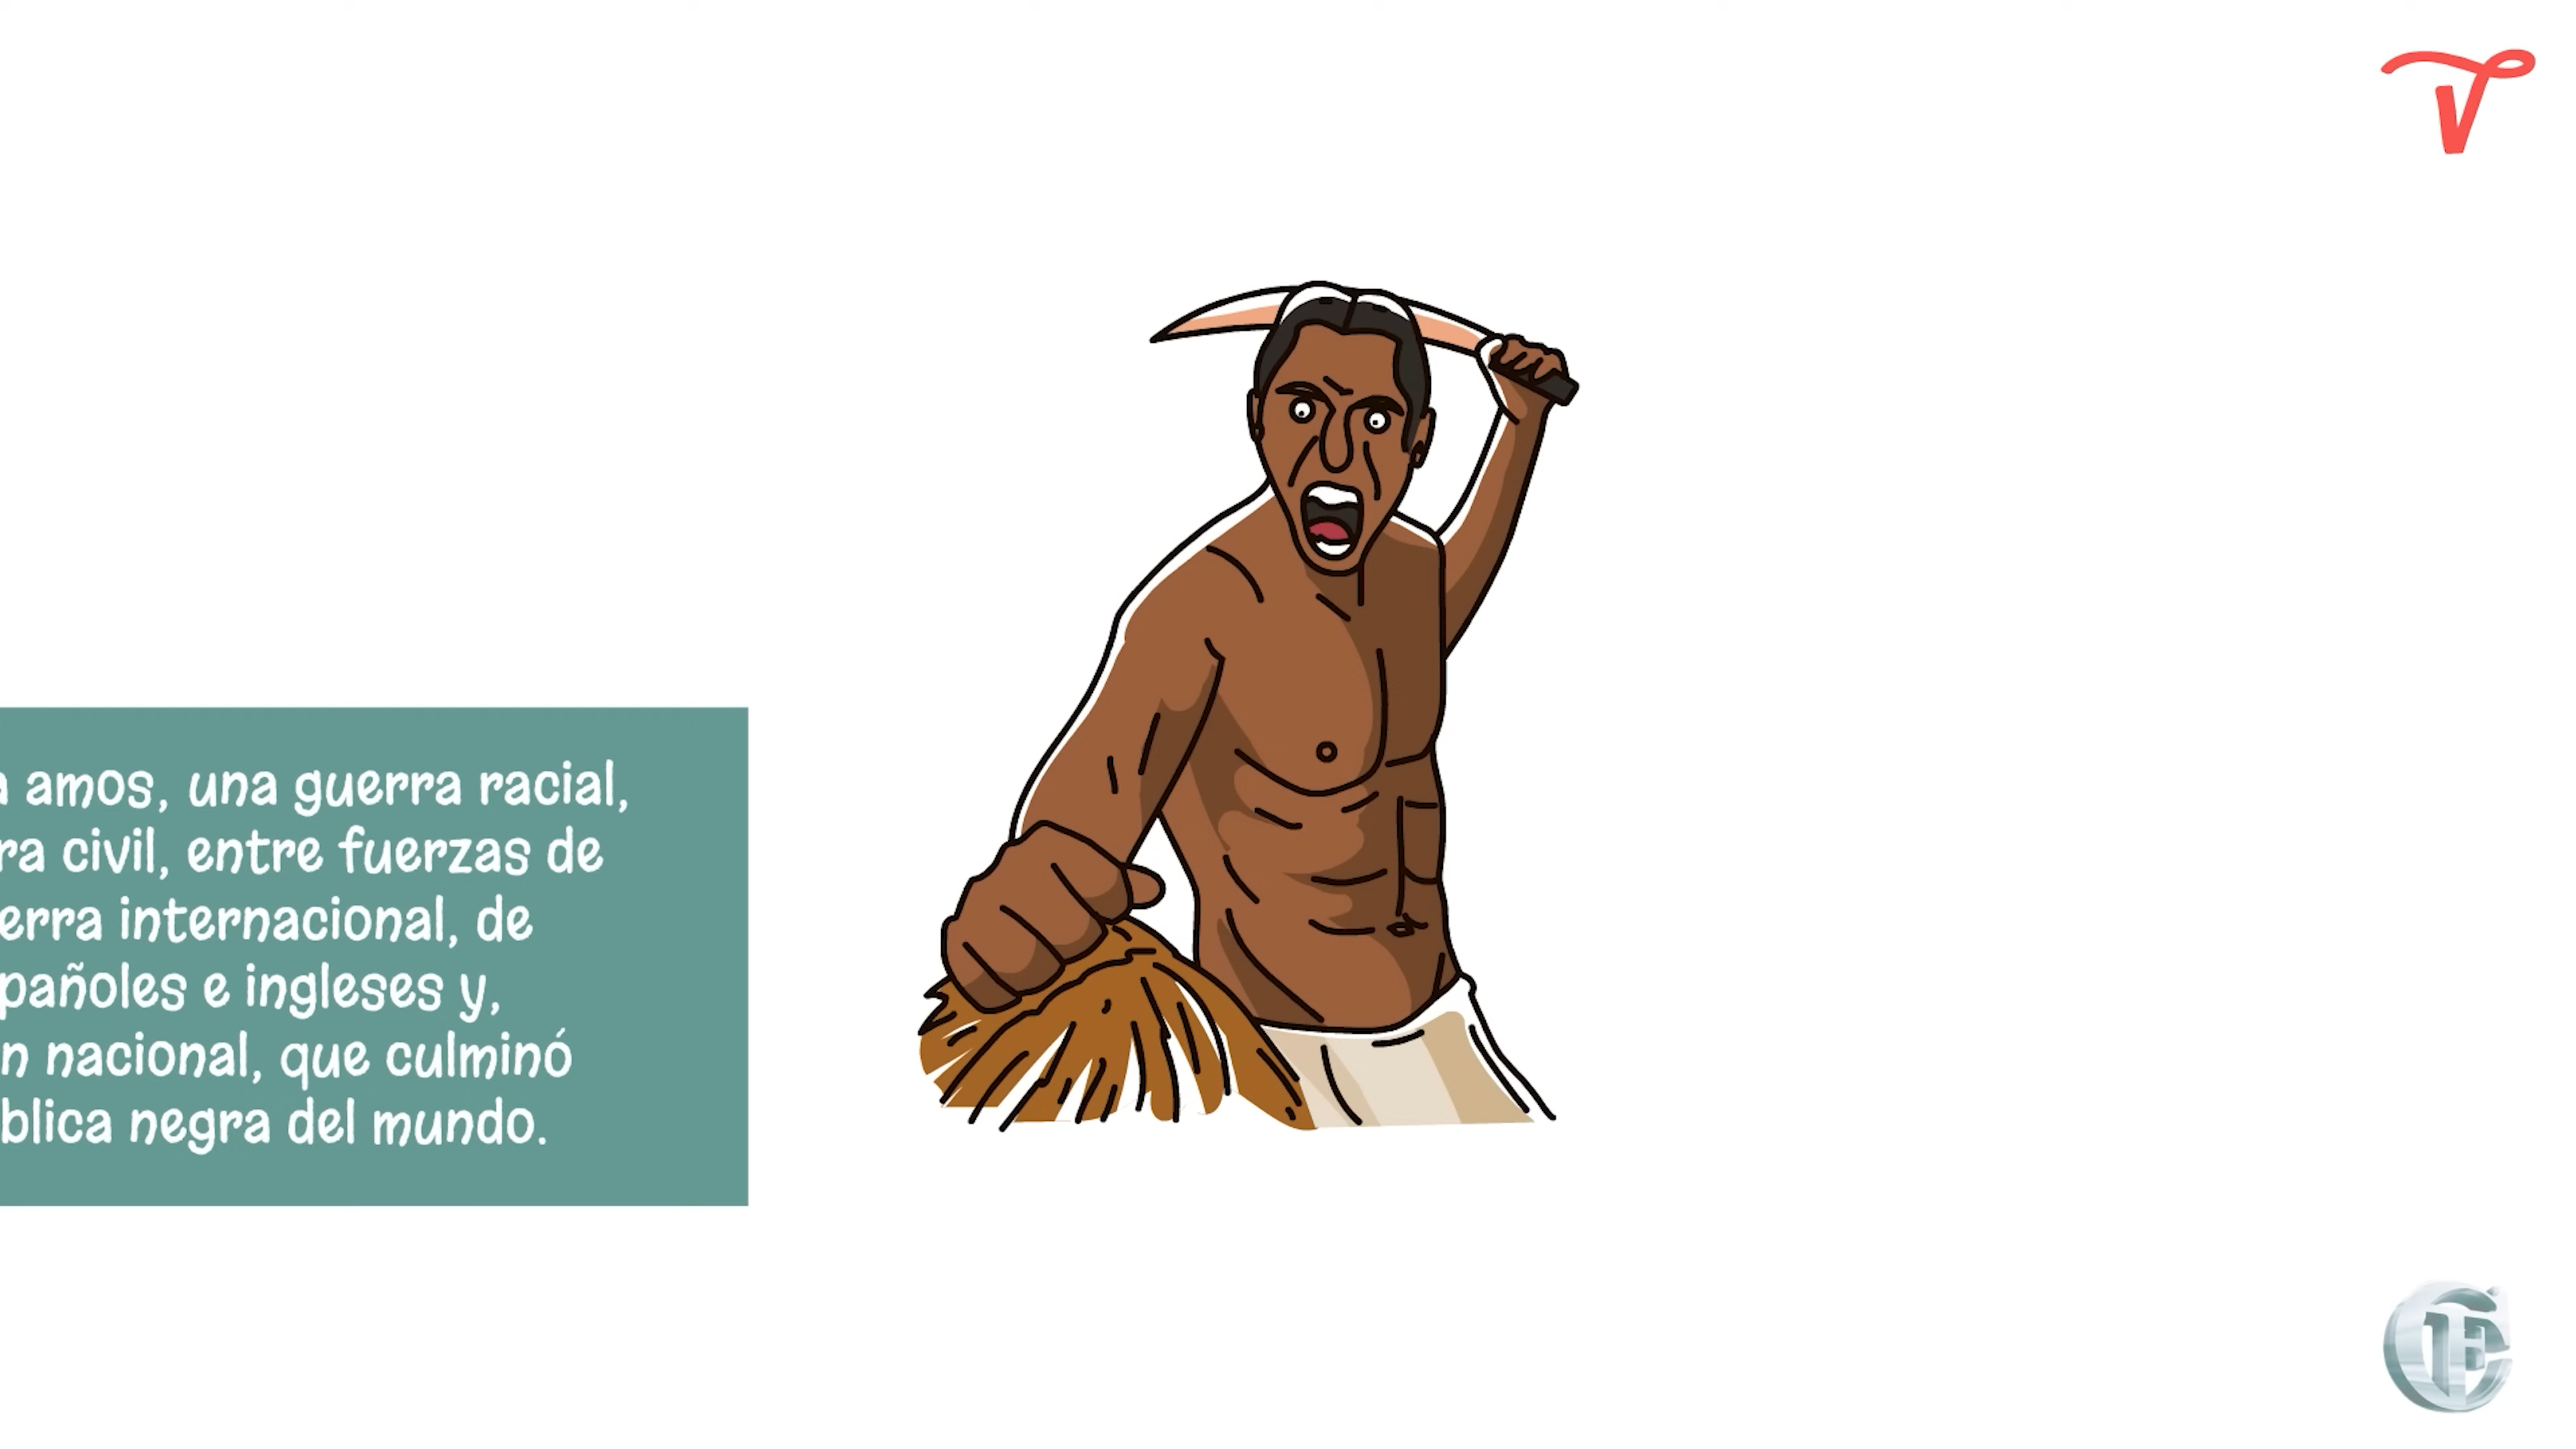 a amos, una guerra racial,
ra civil, entre fuerzas de
erra internacional, de
pañoles e ingleses y,
n nacional, que culminó
blica negra del mundo.